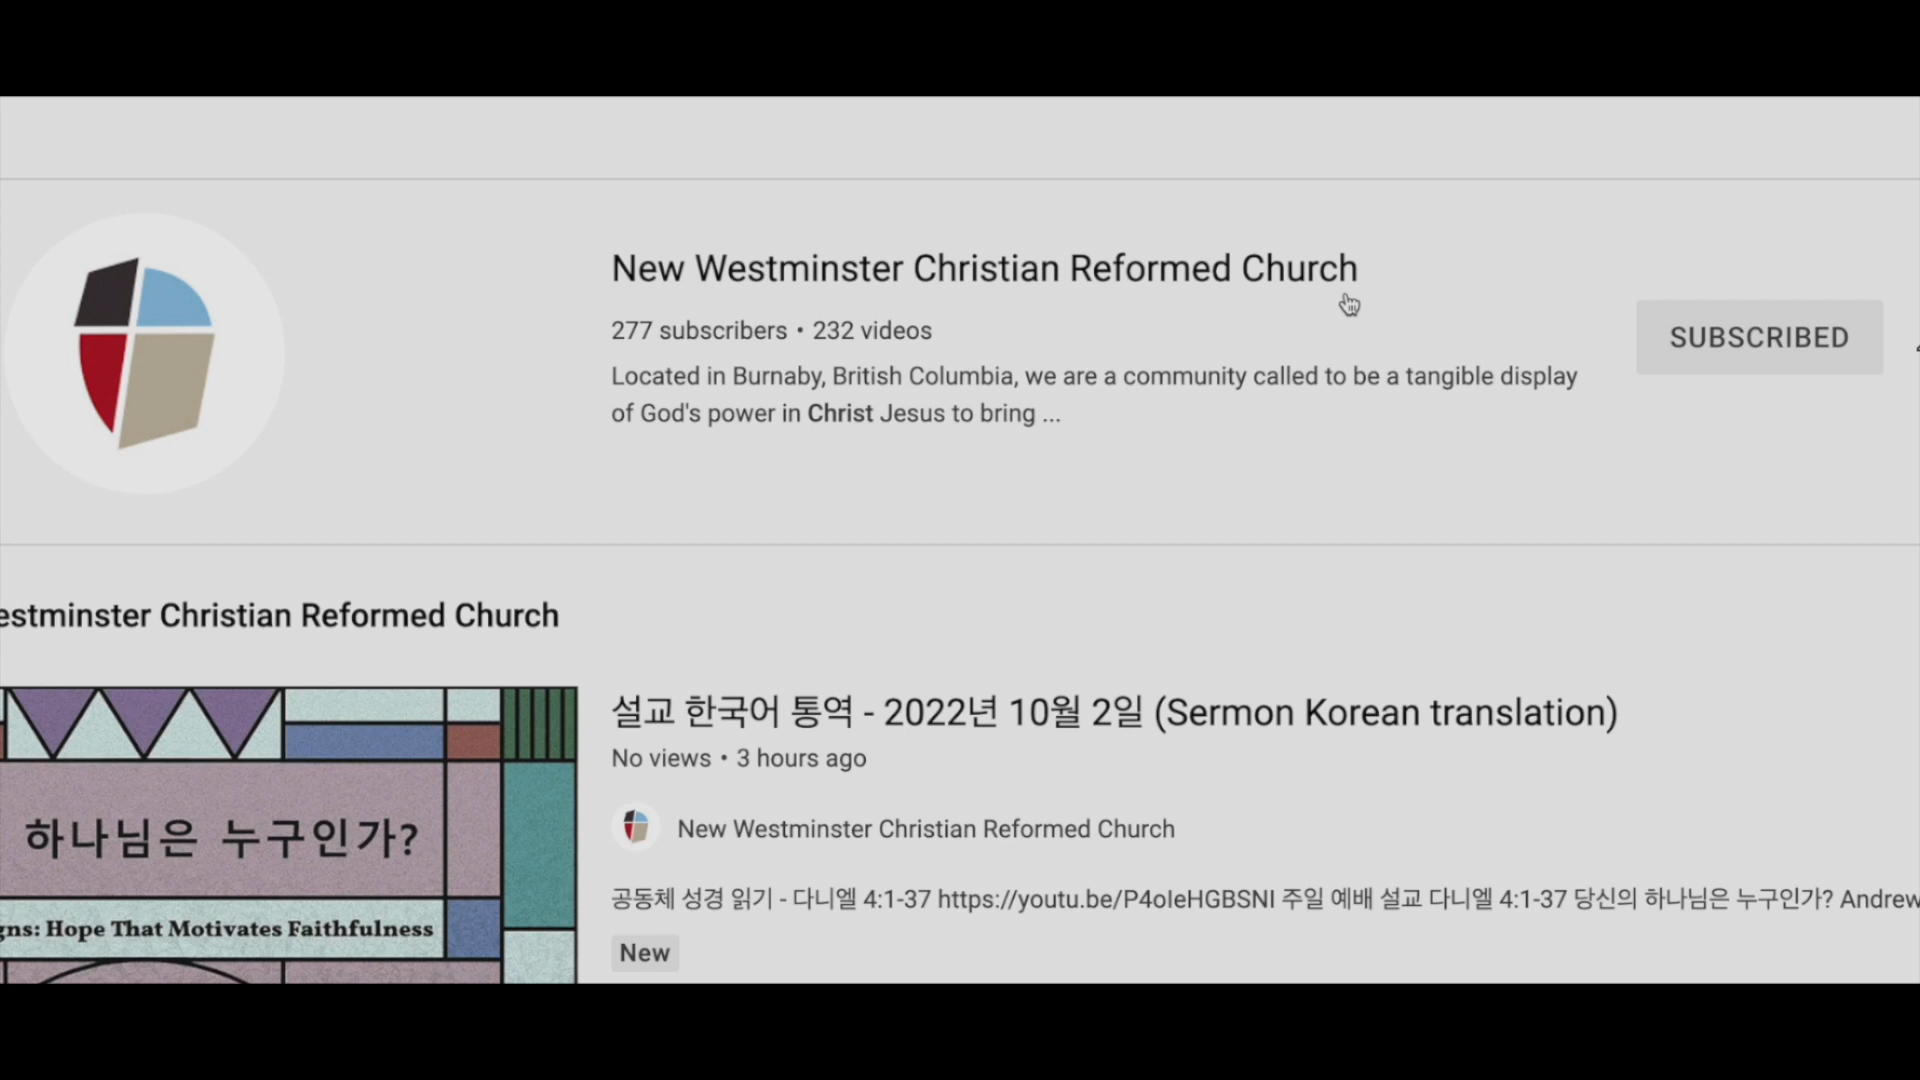 New Westminster Christian Reformed Church
277 subscribers • 232 videos
SUBSCRIBED
Located in Burnaby, British Columbia, we are a community called to be a tangible display
of God's power in Christ Jesus to bring ...
estminster Christian Reformed Church
설교 한국어 통역 - 2022년 10월 2일 (Sermon Korean translation)
No views • 3 hours ago
하나님은 누구인가?
New Westminster Christian Reformed Church
공동체 성경 읽기 - 다니엘 4:1-37 https://youtu.be/P4oIeHGBSNI 주일 예배 설교 다니엘 4:1-37 당신의 하나님은 누구인가? Andrew
gns: Hope That Motivates Faithfulness
New